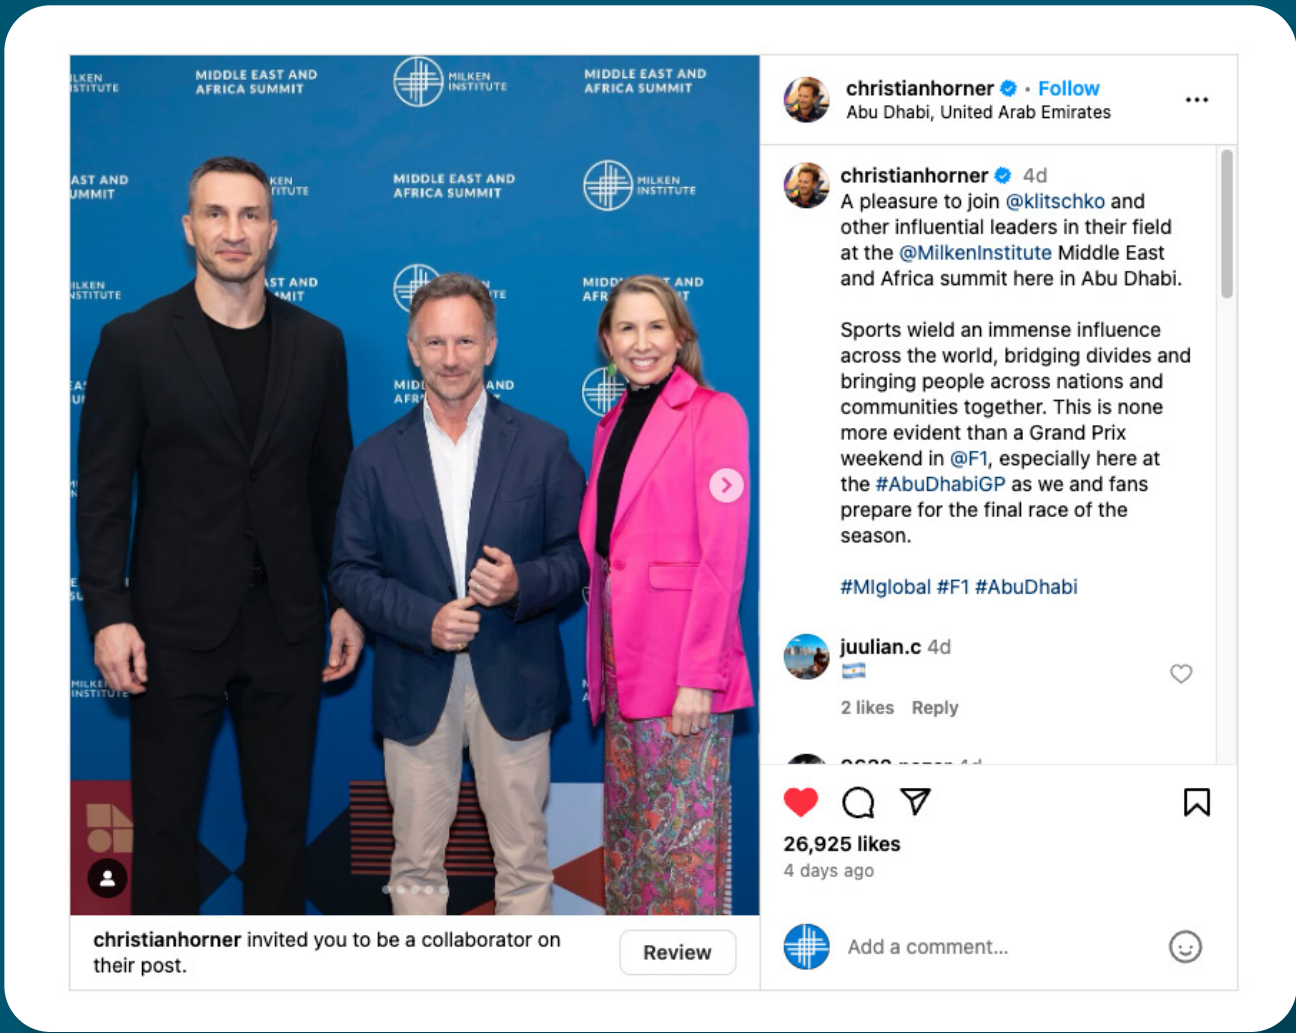 MILKEN
INSTITUTE
MIDDLE EAST AND
AFRICA SUMMIT
MILKEN
INSTITUTE
MIDDLE EAST AND
AFRICA SUMMIT
MIDDLE EAST AND
AFRICA SUMMIT
MILKEN
INSTITUTE
christianhorner • Follow
Abu Dhabi, United Arab Emirates
christianhorner 4d
A pleasure to join @klitschko and
other influential leaders in their field
at the @MilkenInstitute Middle East
and Africa summit here in Abu Dhabi.
Sports wield an immense influence
across the world, bridging divides and
bringing people across nations and
communities together. This is none
more evident than a Grand Prix
weekend in @F1, especially here at
the #AbuDhabiGP as we and fans
prepare for the final race of the
season.
#MIglobal #F1 #AbuDhabi
juulian.c 4d
2 likes Reply
26,925 likes
4 days ago
Add a comment...
christianhorner invited you to be a collaborator on
their post.
Review